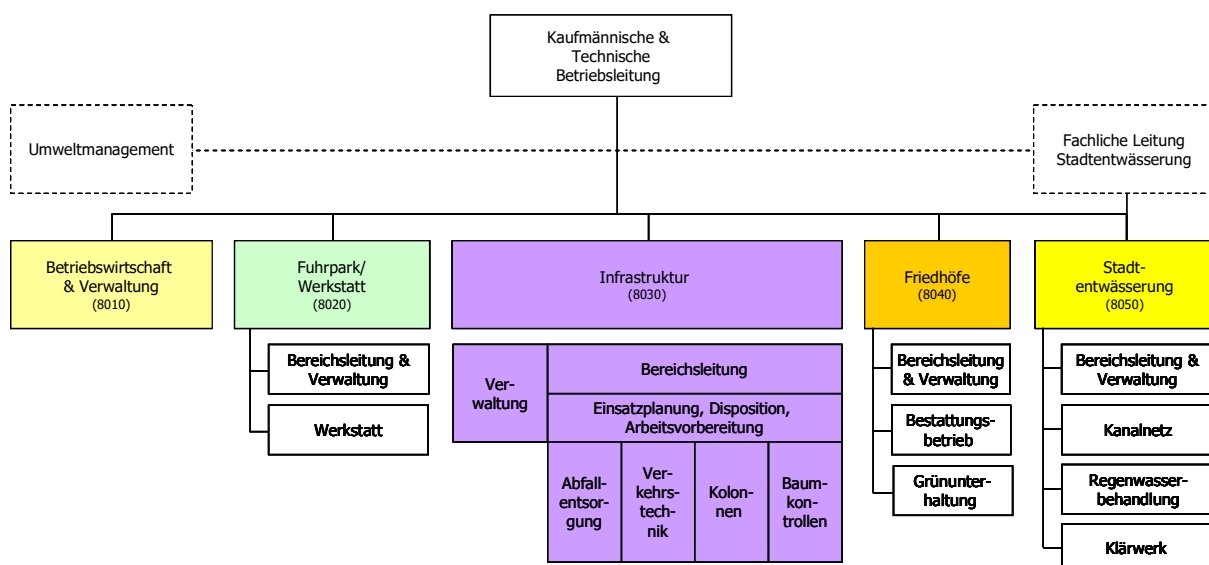 Kaufmännische &
Technische
Betriebsleitung
Umweltmanagement
Fachliche Leitung
Stadtentwässerung
Betriebswirtschaft
& Verwaltung
(8010)
Fuhrpark/
Werkstatt
(8020)
Infrastruktur
(8030)
Friedhöfe
(8040)
Stadt-
entwässerung
(8050)
Bereichsleitung &
Verwaltung
Werkstatt
Ver-
waltung
Bereichsleitung
Einsatzplanung, Disposition,
Arbeitsvorbereitung
Abfall-
entsor-
gung
Ver-
kehrs-
tech-
nik
Kolon-
nen
Baum-
kon-
trollen
Bereichsleitung
& Verwaltung
Bestattungs-
betrieb
Grünunter-
haltung
Bereichsleitung &
Verwaltung
Kanalnetz
Regenwasser-
behandlung
Klärwerk